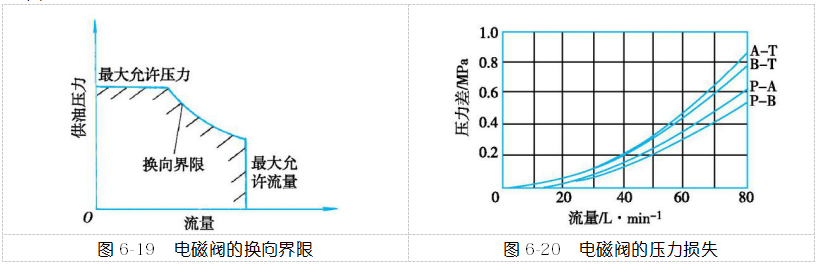 最大允许压力
供油压力
换向界限
最大允
许流量
O
流量
图 6-19 电磁阀的换向界限
1.0
0.8
0.6
0.4
0.2
压力差/MPa
A-T
B-T
P-A
P-B
0 20 40 60 80
流量/L·min⁻¹
图 6-20 电磁阀的压力损失